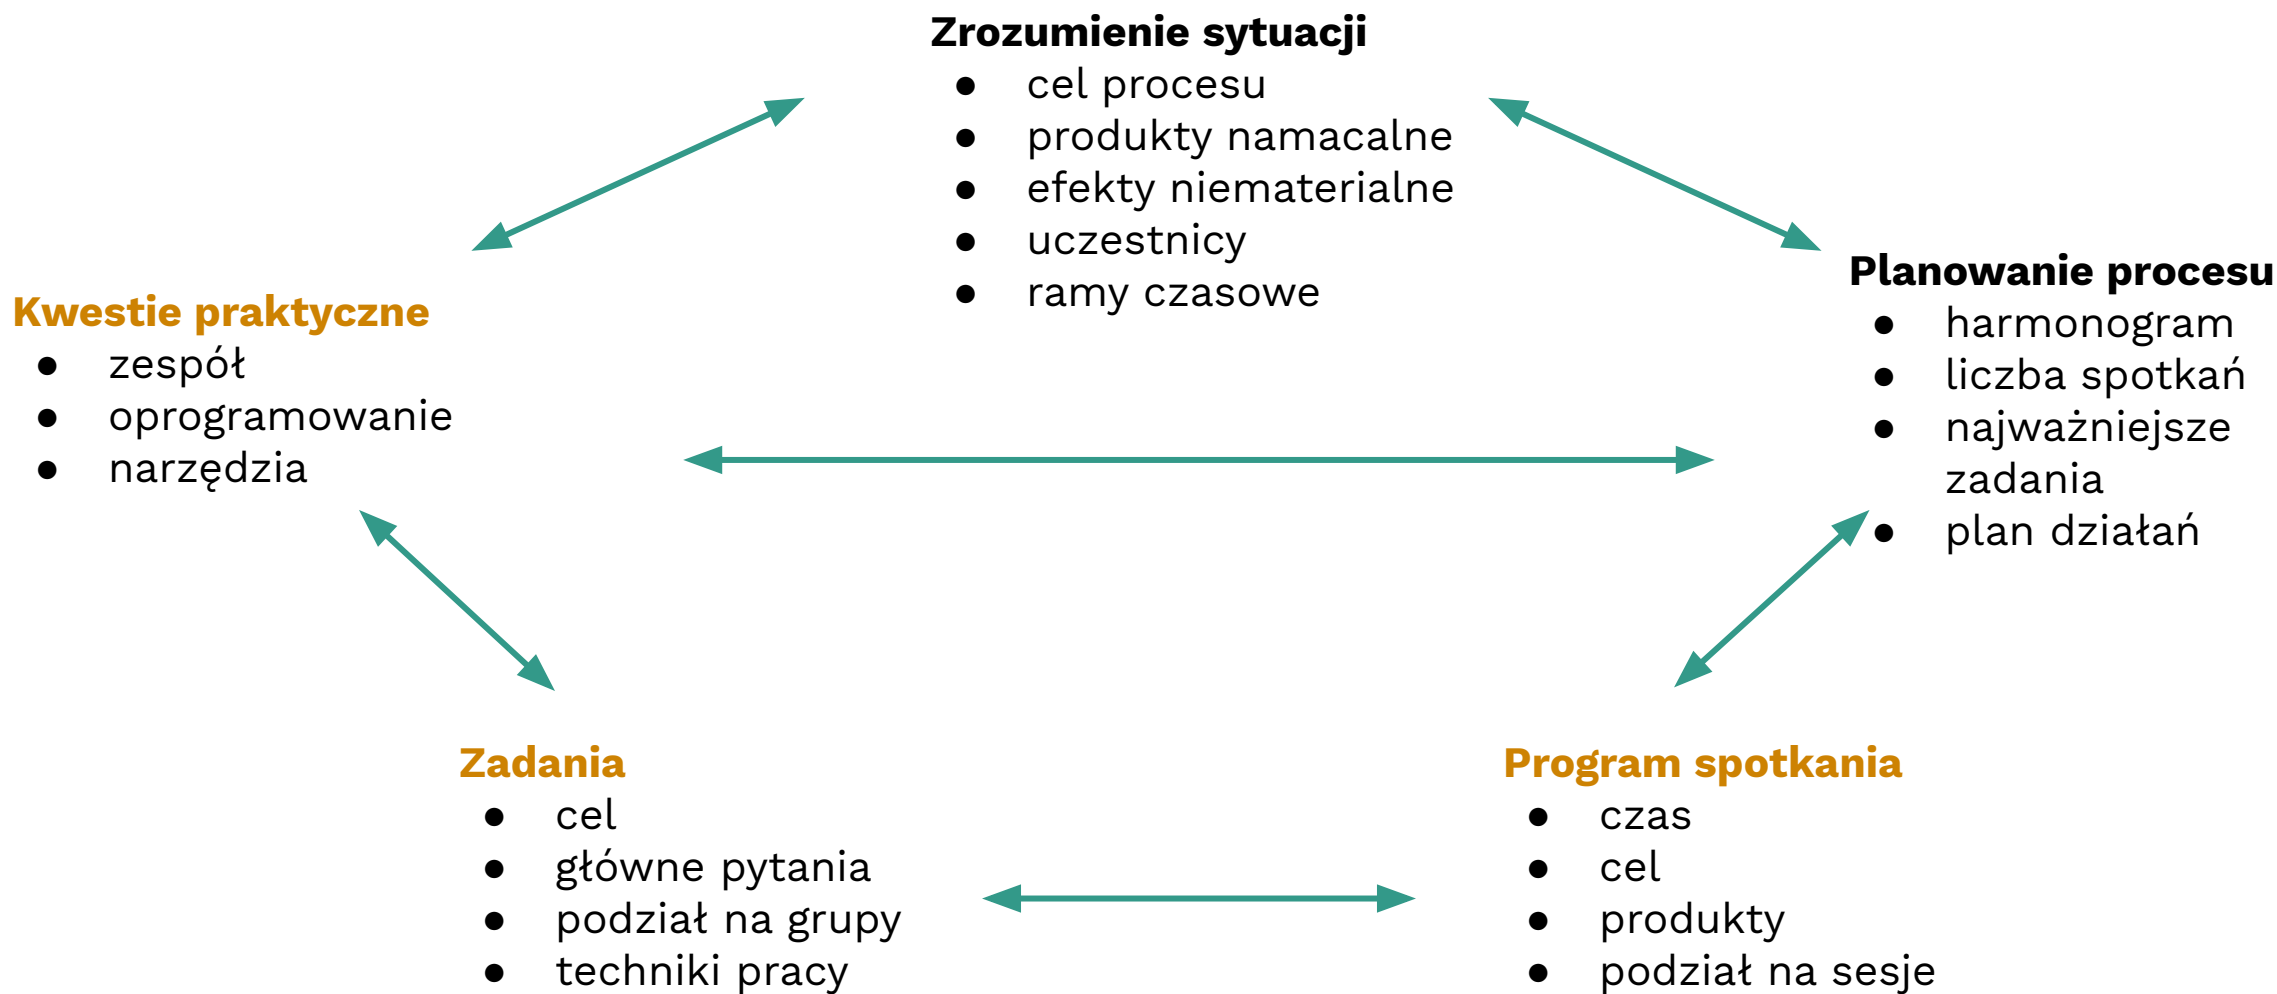 Zrozumienie sytuacji
● cel procesu
● produkty namacalne
● efekty niematerialne
● uczestnicy
● ramy czasowe
Kwestie praktyczne
● zespół
● oprogramowanie
● narzędzia
Planowanie procesu
● harmonogram
● liczba spotkań
● najważniejsze
zadania
● plan działań
Zadania
● cel
● główne pytania
● podział na grupy
● techniki pracy
Program spotkania
● czas
● cel
● produkty
● podział na sesje